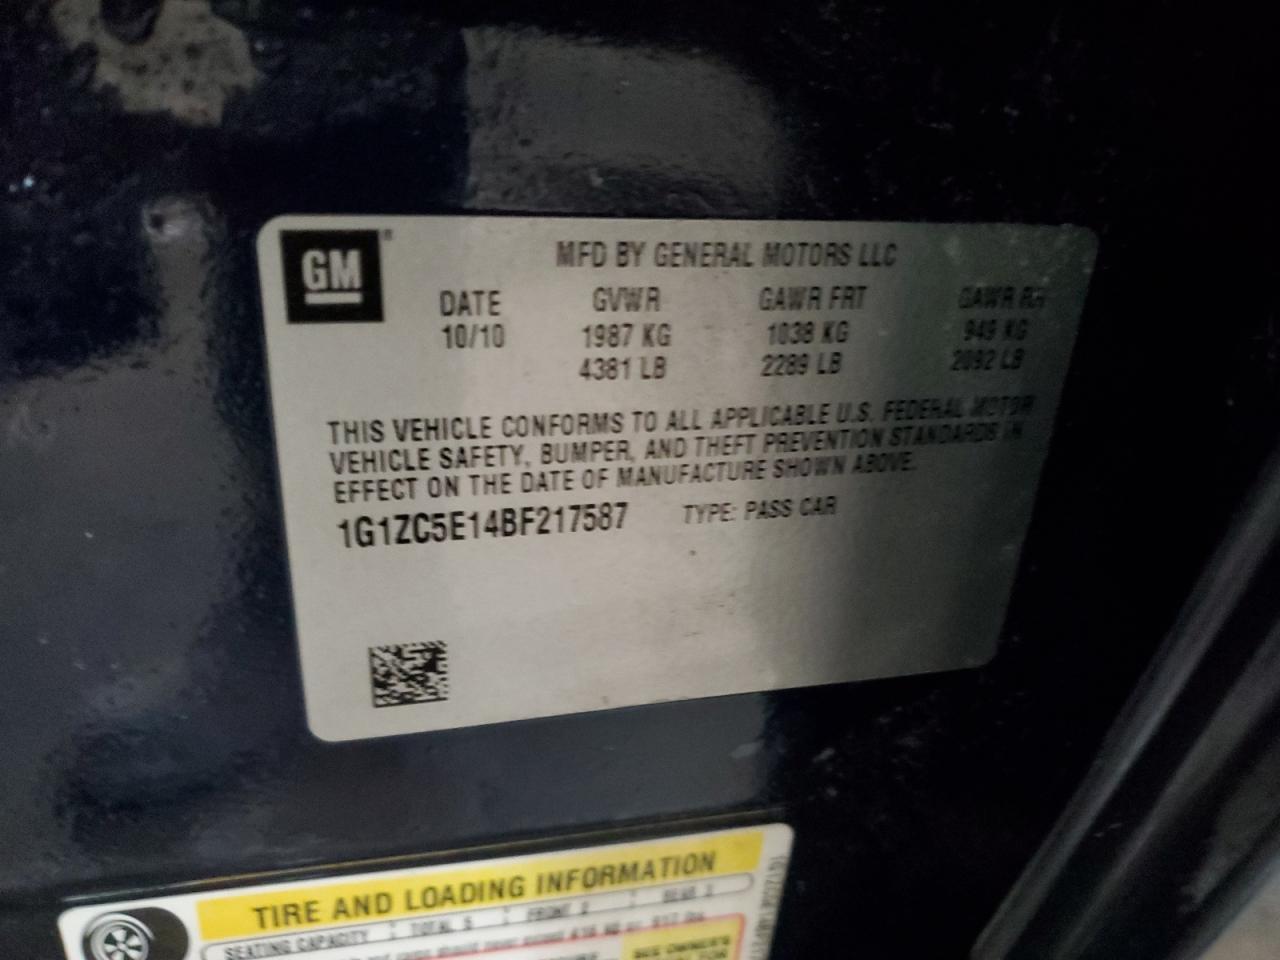 GM
MFD BY GENERAL MOTORS LLC
DATE GVWR GAWR FRT GAWR RR
10/10 1987 KG 1038 KG 949 KG
4381 LB 2289 LB 2092 LB
THIS VEHICLE CONFORMS TO ALL APPLICABLE U.S. FEDERAL MOTOR
VEHICLE SAFETY, BUMPER, AND THEFT PREVENTION STANDARDS IN
EFFECT ON THE DATE OF MANUFACTURE SHOWN ABOVE.
1G1ZC5E14BF217587 TYPE: PASS CAR
TIRE AND LOADING INFORMATION
SEATING CAPACITY TOTAL 5 FRONT 2 REAR 3
SEE OWNER'S